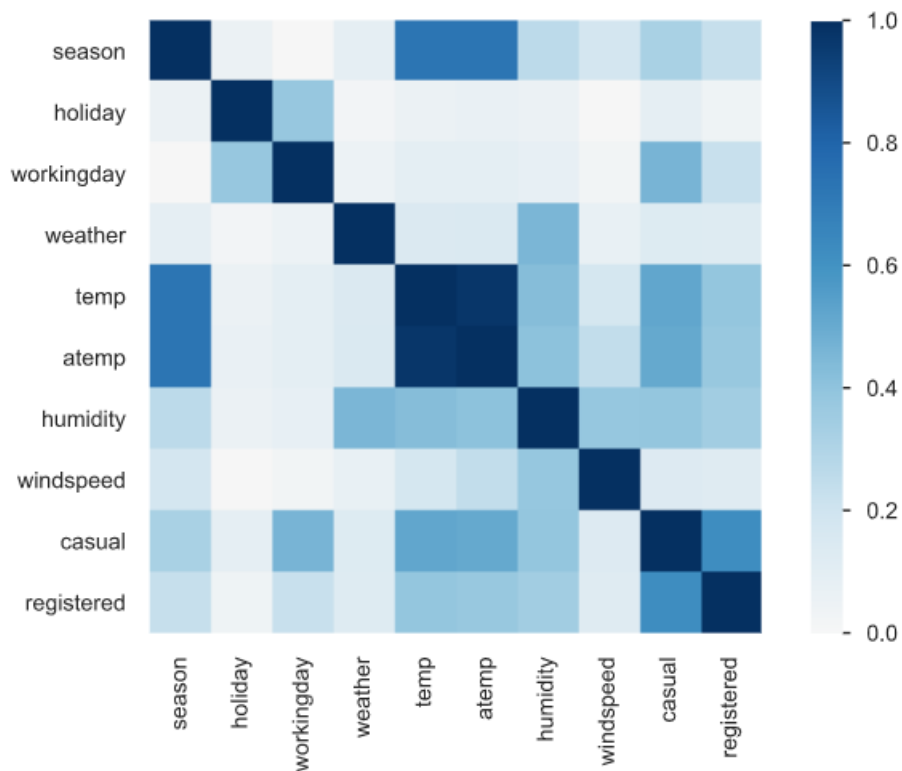 season
holiday
workingday
weather
temp
atemp
humidity
windspeed
casual
registered
season
holiday
workingday
weather
temp
atemp
humidity
windspeed
casual
registered
1.0
0.8
0.6
0.4
0.2
0.0